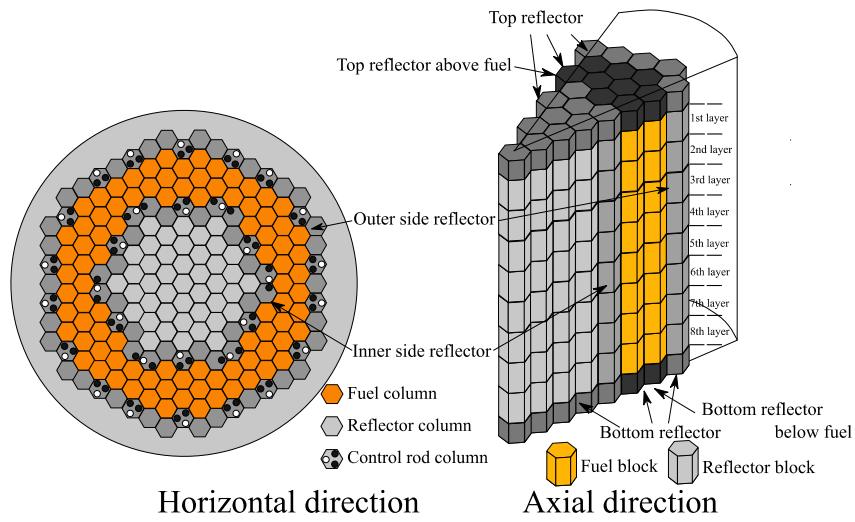 Top reflector
Top reflector above fuel
1st layer
2nd layer
3rd layer
4th layer
5th layer
6th layer
7th layer
8th layer
Outer side reflector
Inner side reflector
Fuel column
Reflector column
Control rod column
Bottom reflector
below fuel
Bottom reflector
Fuel block
Reflector block
Horizontal direction
Axial direction